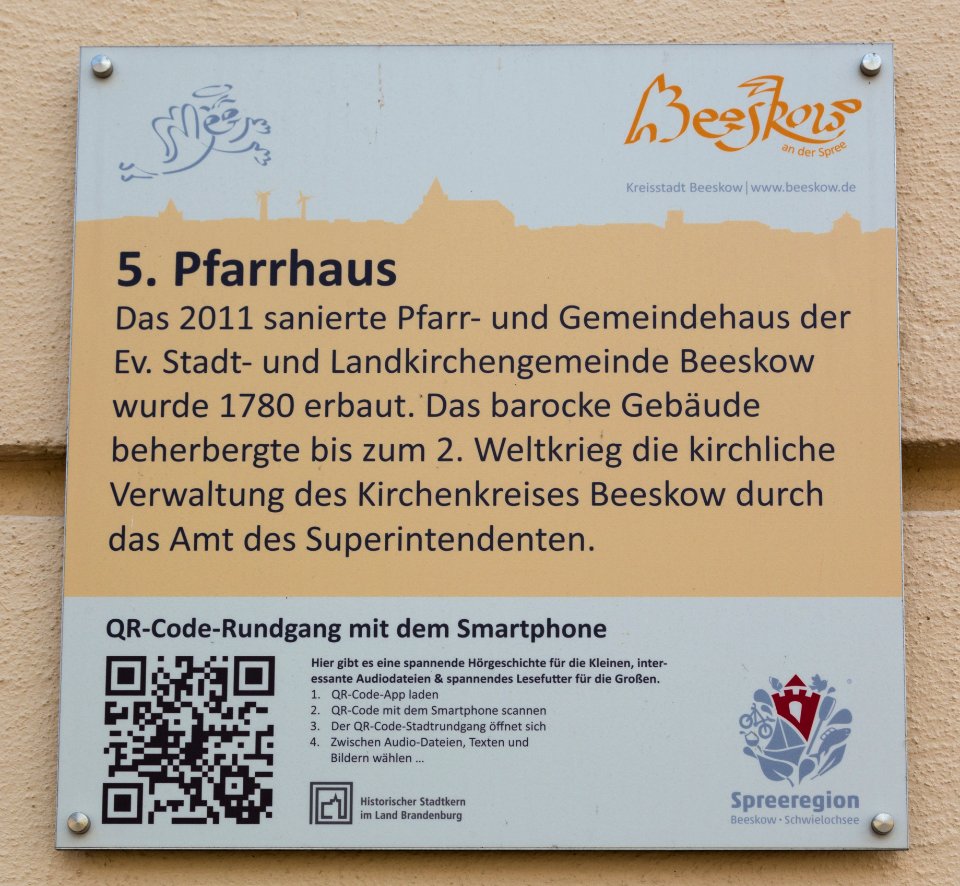 Beeskow
an der Spree
Kreisstadt Beeskow|www.beeskow.de
5. Pfarrhaus
Das 2011 sanierte Pfarr- und Gemeindehaus der
Ev. Stadt- und Landkirchengemeinde Beeskow
wurde 1780 erbaut. Das barocke Gebäude
beherbergte bis zum 2. Weltkrieg die kirchliche
Verwaltung des Kirchenkreises Beeskow durch
das Amt des Superintendenten.
QR-Code-Rundgang mit dem Smartphone
Hier gibt es eine spannende Hörgeschichte für die Kleinen, inter-
essante Audiodateien & spannendes Lesefutter für die Großen.
1. QR-Code-App laden
2. QR-Code mit dem Smartphone scannen
3. Der QR-Code-Stadtrundgang öffnet sich
4. Zwischen Audio-Dateien, Texten und
Bildern wählen ...
Historischer Stadtkern
im Land Brandenburg
Spreeregion
Beeskow · Schwielochsee